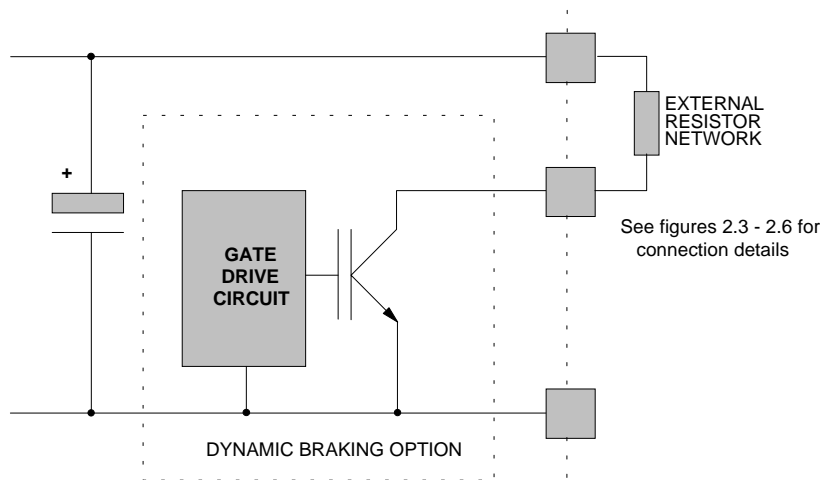 EXTERNAL
RESISTOR
NETWORK
+
See figures 2.3 - 2.6 for
connection details
GATE
DRIVE
CIRCUIT
DYNAMIC BRAKING OPTION